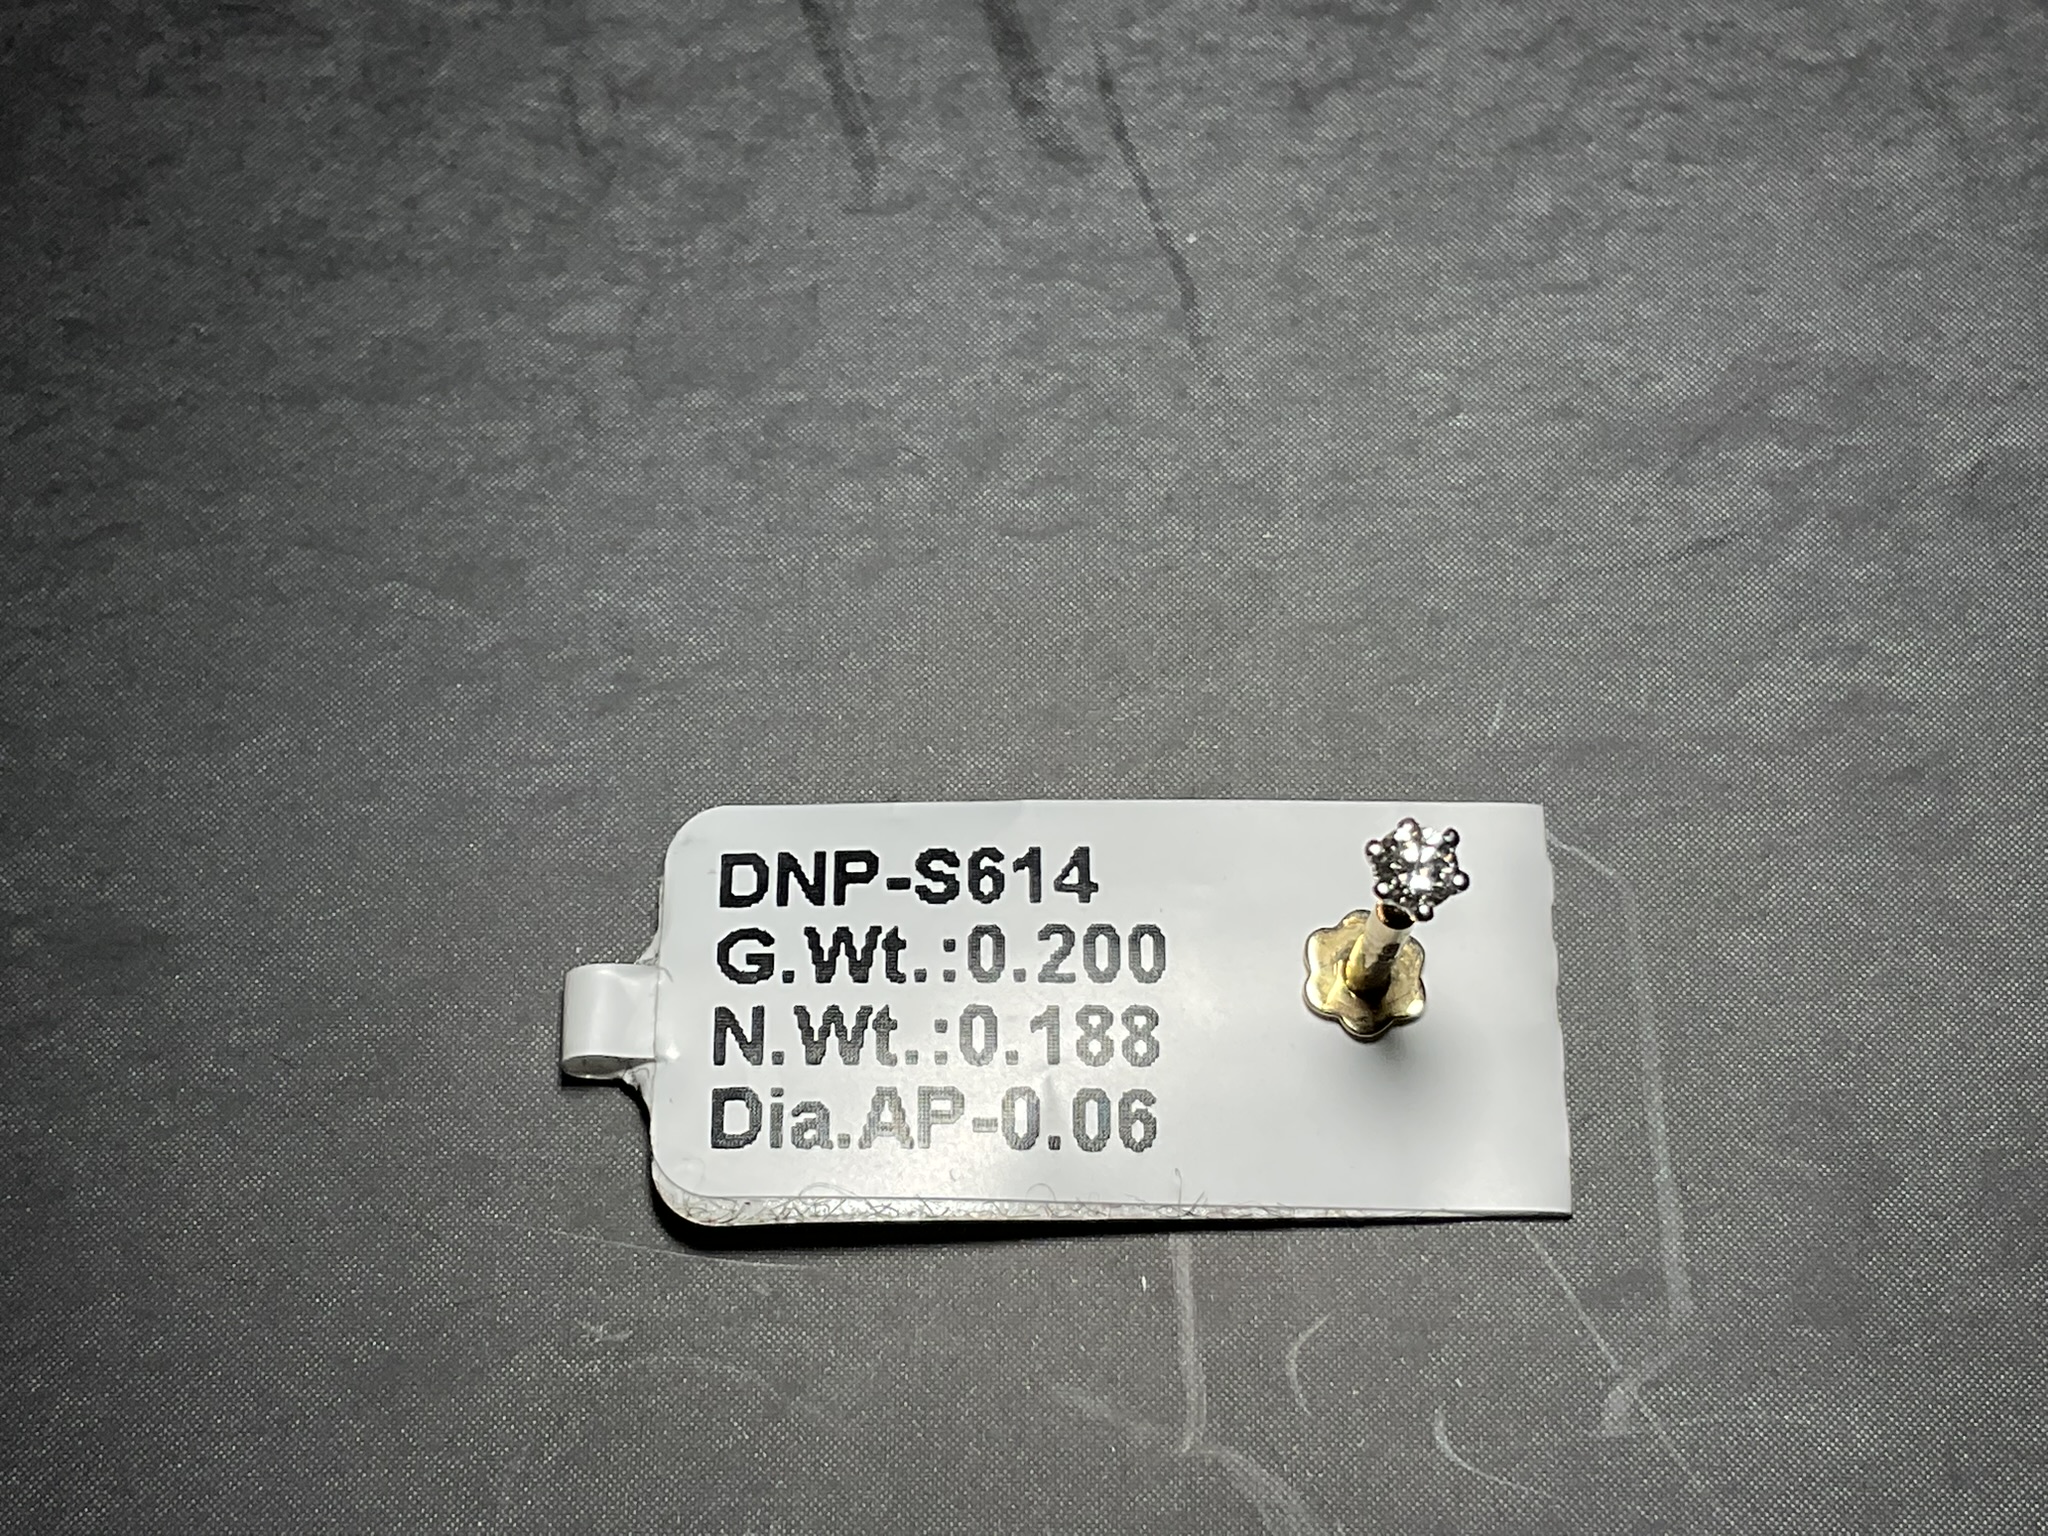 DNP-S614
G.Wt.:0.200
N.Wt.:0.188
Dia.AP-0.06